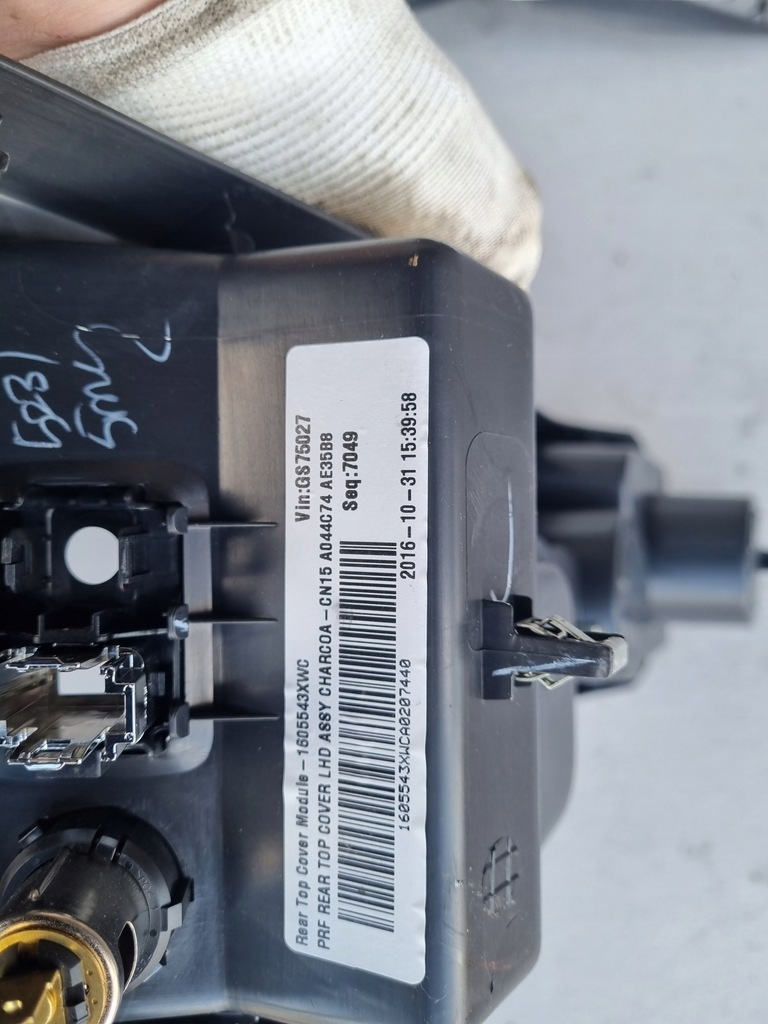 Rear Top Cover Module-1605543XWC Vin:GS75027
PRF REAR TOP COVER LHD ASSY CHARCOA-CN15 A044C74 AE35B8
Seq:7049
1605543XWCA0207440
2016-10-31 15:39:58
#